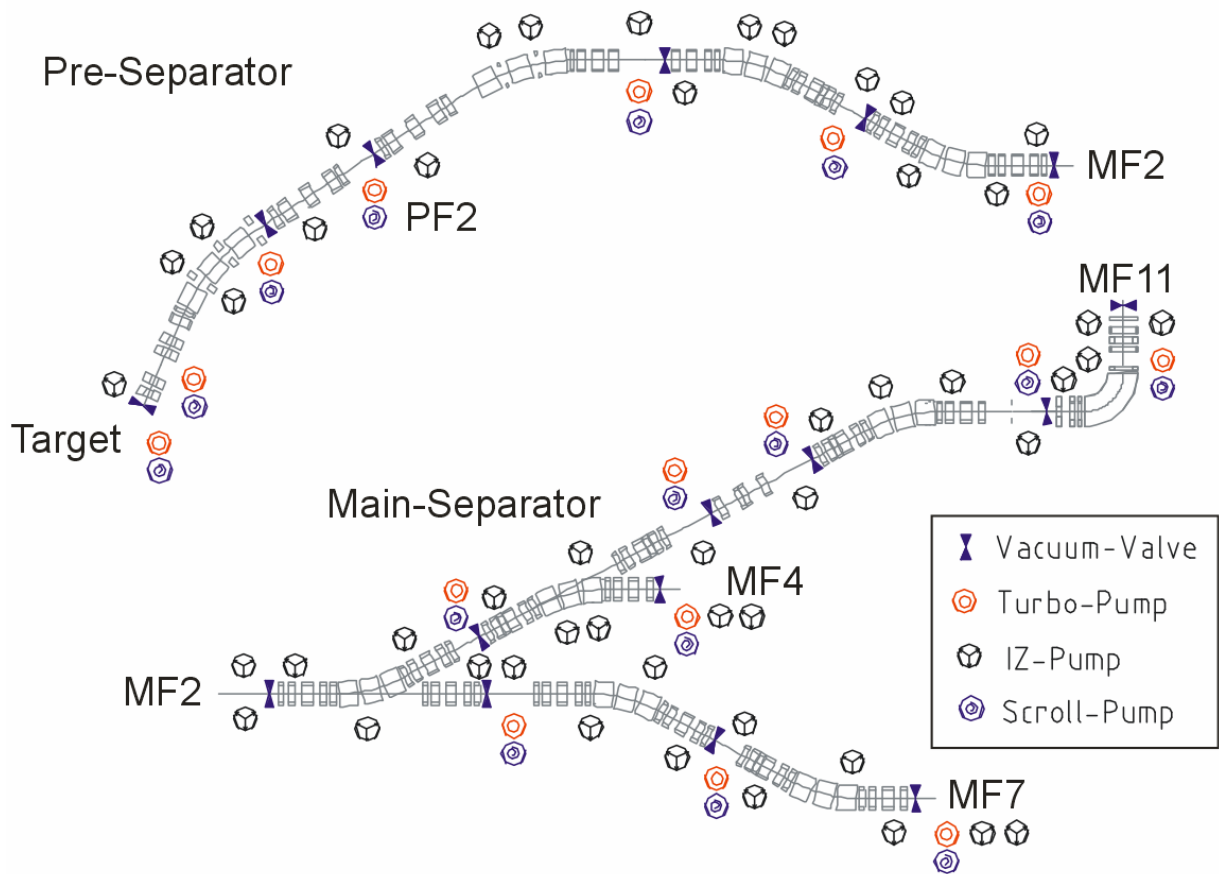 Pre-Separator
MF2
PF2
MF11
Target
Main-Separator
MF4
MF2
MF7
Vacuum-Valve
Turbo-Pump
IZ-Pump
Scroll-Pump